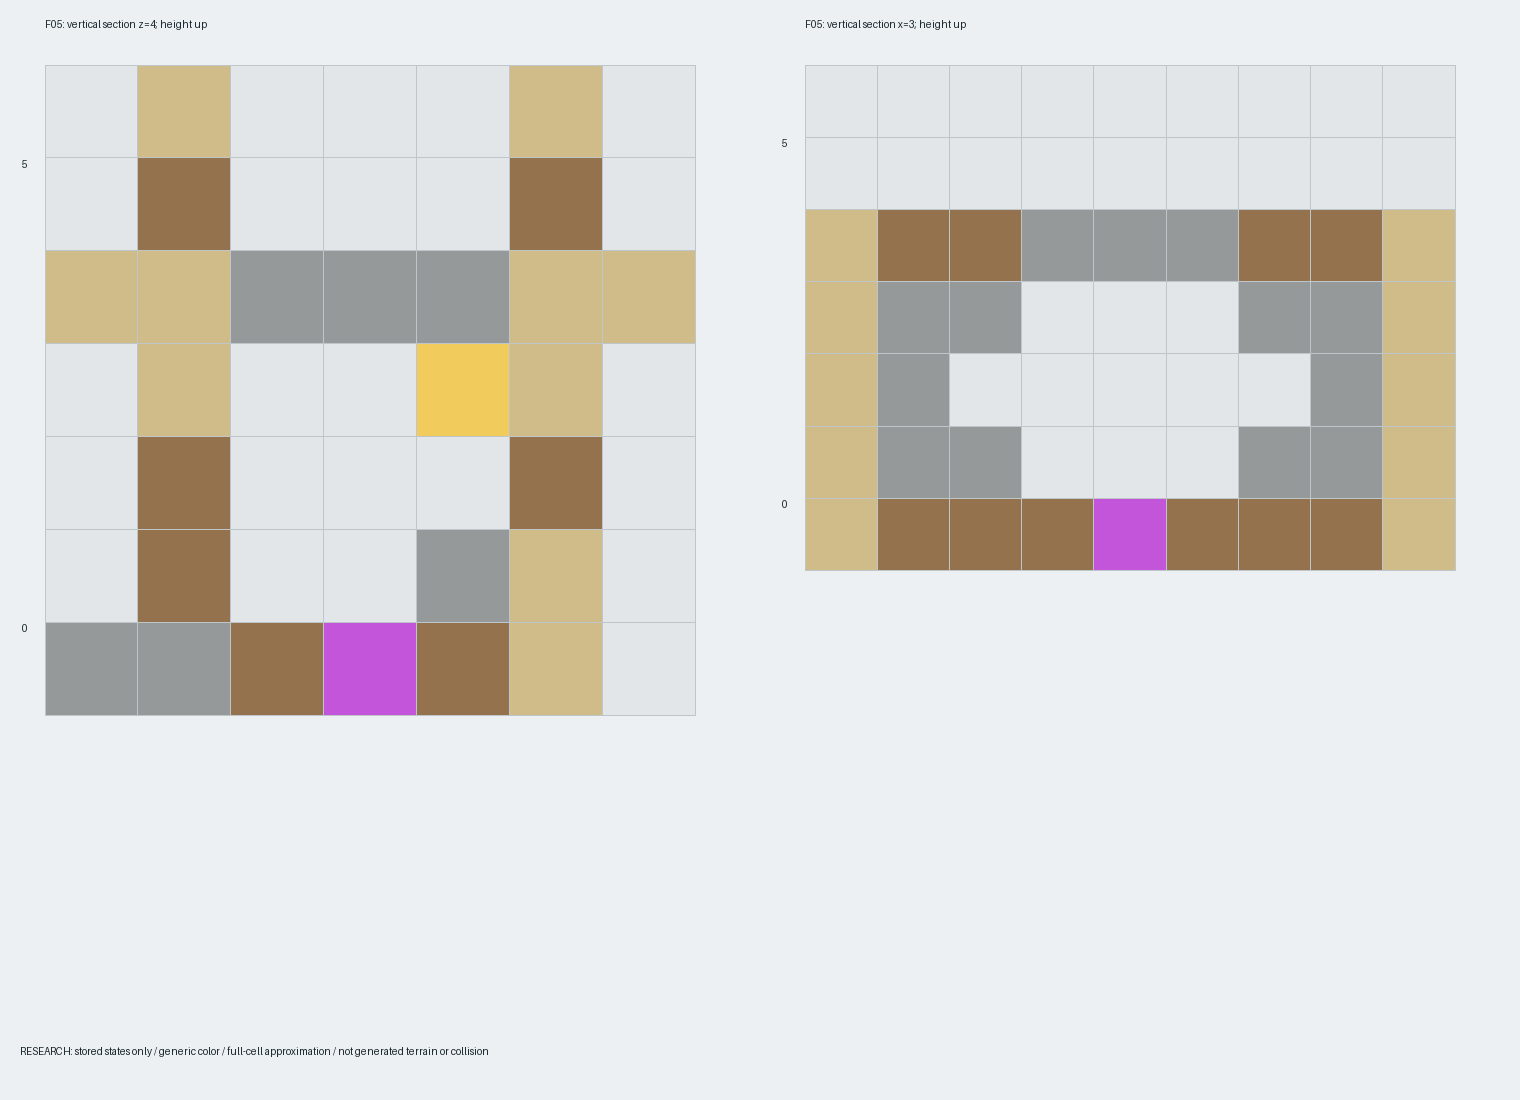 F05: vertical section z=4; height up
F05: vertical section x=3; height up
5
0
5
0
RESEARCH: stored states only / generic color / full-cell approximation / not generated terrain or collision